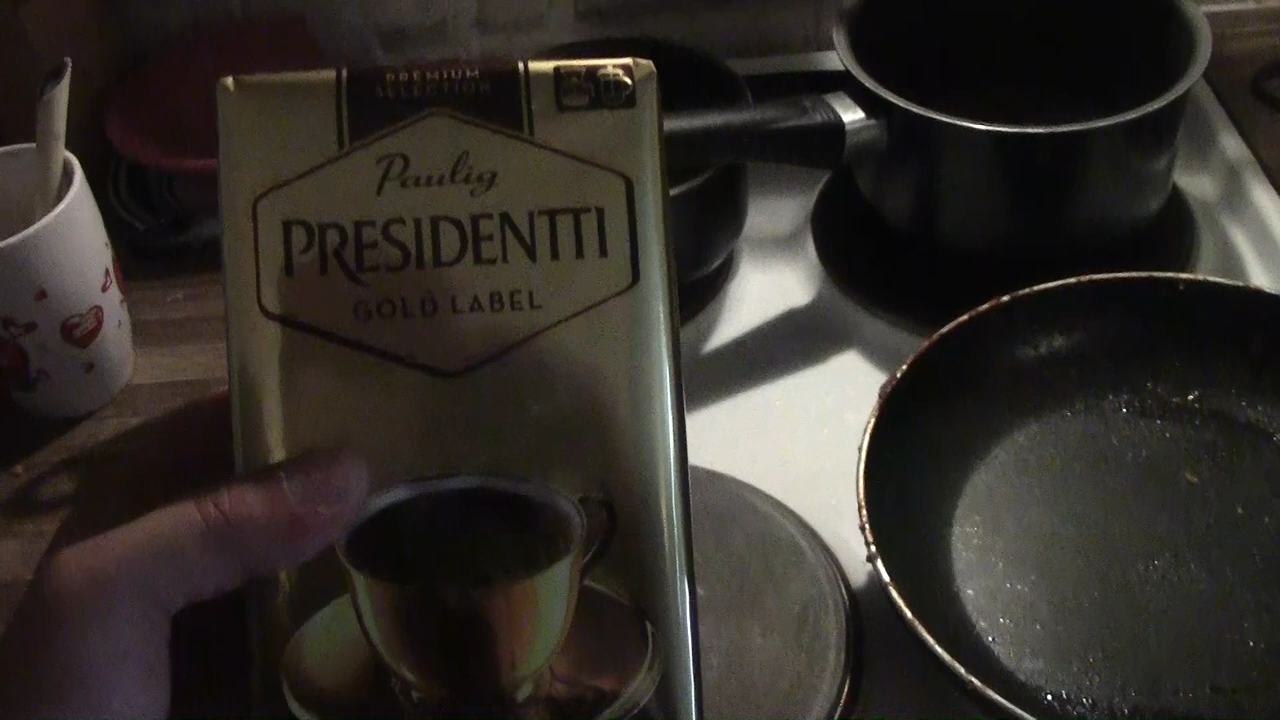 PREMIUM
SELECTION
Paulig
PRESIDENTTI
GOLD LABEL